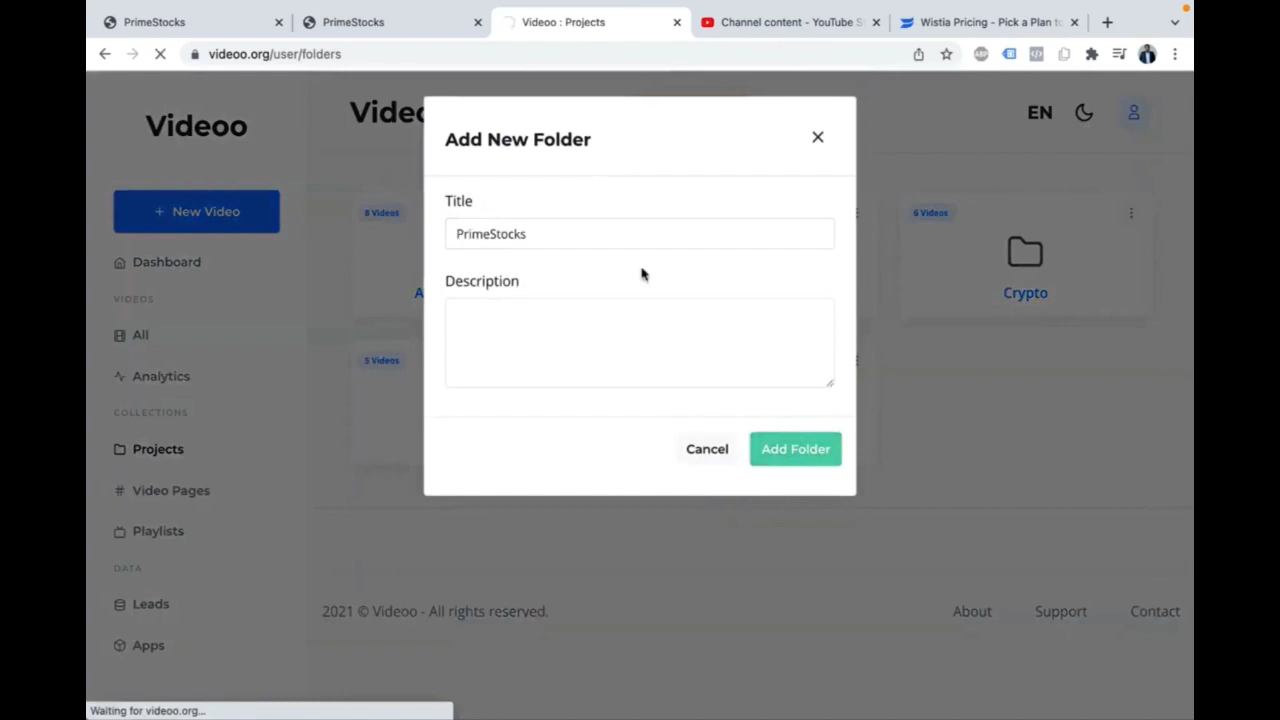 PrimeStocks
PrimeStocks
Videoo : Projects
Channel content - YouTube S
Wistia Pricing - Pick a Plan to
videoo.org/user/folders
ABP
Videoo
Video
EN
+ New Video
Dashboard
VIDEOS
All
Analytics
COLLECTIONS
Projects
# Video Pages
Playlists
DATA
Leads
Apps
Add New Folder
Title
PrimeStocks
Description
Cancel
Add Folder
8 Videos
A
6 Videos
Crypto
5 Videos
2021 © Videoo - All rights reserved.
About
Support
Contact
Waiting for videoo.org...